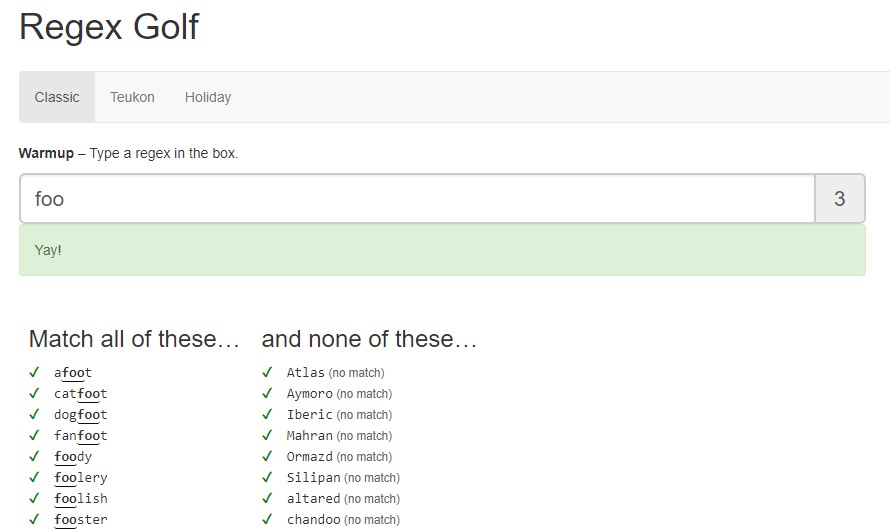 Regex Golf
Classic Teukon Holiday
Warmup – Type a regex in the box.
foo 3
Yay!
Match all of these… and none of these…
✓ afoot ✓ Atlas (no match)
✓ catfoot ✓ Aymoro (no match)
✓ dogfoot ✓ Iberic (no match)
✓ fanfoot ✓ Mahran (no match)
✓ foody ✓ Ormazd (no match)
✓ foolery ✓ Silipan (no match)
✓ foolish ✓ altared (no match)
✓ fooster ✓ chandoo (no match)